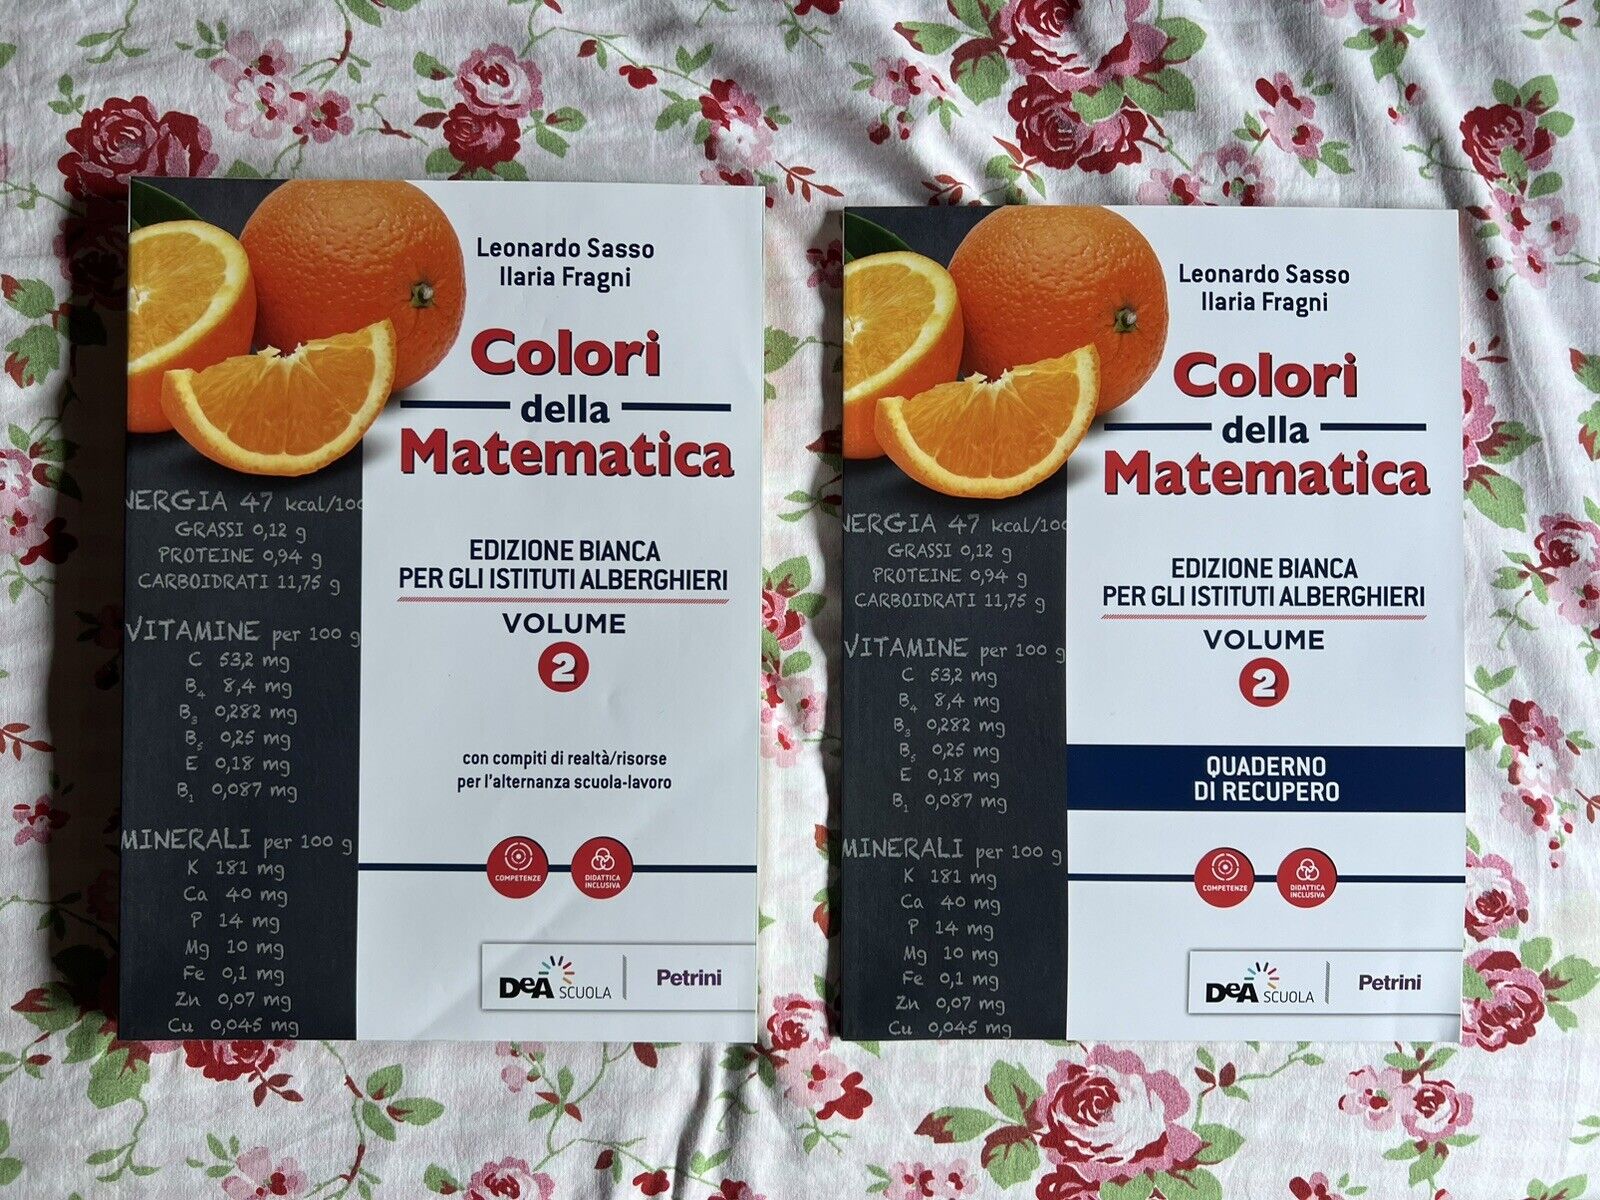 Leonardo Sasso
Ilaria Fragni
Colori
della
Matematica
NERGIA 47 kcal/100
GRASSI 0,12 g
PROTEINE 0,94 g
CARBOIDRATI 11,75 g
EDIZIONE BIANCA
PER GLI ISTITUTI ALBERGHIERI
VOLUME
2
VITAMINE per 100 g
C 53,2 mg
B4 8,4 mg
B3 0,282 mg
B5 0,25 mg
E 0,18 mg
B1 0,087 mg
con compiti di realtà/risorse
per l'alternanza scuola-lavoro
MINERALI per 100 g
K 181 mg
Ca 40 mg
P 14 mg
Mg 10 mg
Fe 0,1 mg
Zn 0,07 mg
Cu 0,045 mg
COMPETENZE
DIDATTICA
INCLUSIVA
DeA SCUOLA
Petrini
Leonardo Sasso
Ilaria Fragni
Colori
della
Matematica
NERGIA 47 kcal/100
GRASSI 0,12 g
PROTEINE 0,94 g
CARBOIDRATI 11,75 g
EDIZIONE BIANCA
PER GLI ISTITUTI ALBERGHIERI
VOLUME
2
VITAMINE per 100 g
C 53,2 mg
B4 8,4 mg
B3 0,282 mg
B5 0,25 mg
E 0,18 mg
B1 0,087 mg
QUADERNO
DI RECUPERO
MINERALI per 100 g
K 181 mg
Ca 40 mg
P 14 mg
Mg 10 mg
Fe 0,1 mg
Zn 0,07 mg
Cu 0,045 mg
COMPETENZE
DIDATTICA
INCLUSIVA
DeA SCUOLA
Petrini